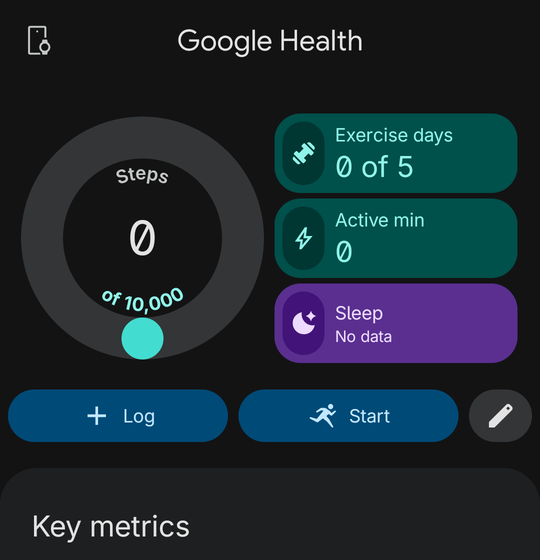 Google Health
Steps
0
of 10,000
Exercise days
0 of 5
Active min
0
Sleep
No data
Log
Start
Key metrics